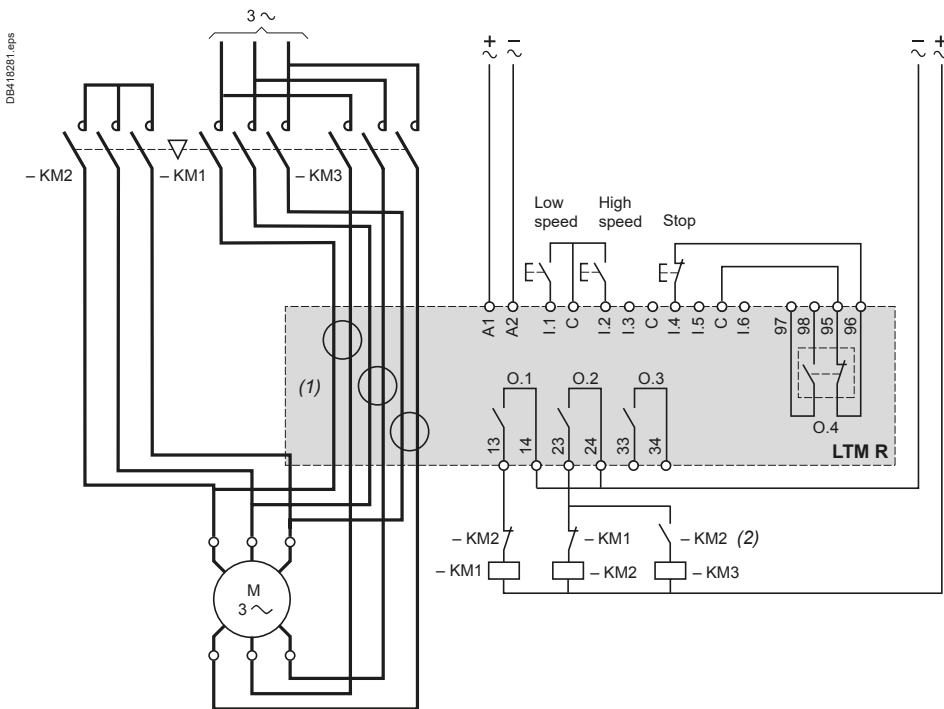 DB418281.eps
3 ~
+ – – +
~ ~ ~ ~
– KM2 – KM1 – KM3
Low speed
High speed
Stop
A1 A2 I.1 C I.2 I.3 C I.4 I.5 C I.6 97 98 95 96
(1)
O.1 O.2 O.3
O.4
13 14 23 24 33 34
LTM R
– KM2 – KM1 – KM2 (2)
– KM1 – KM2 – KM3
M
3 ~